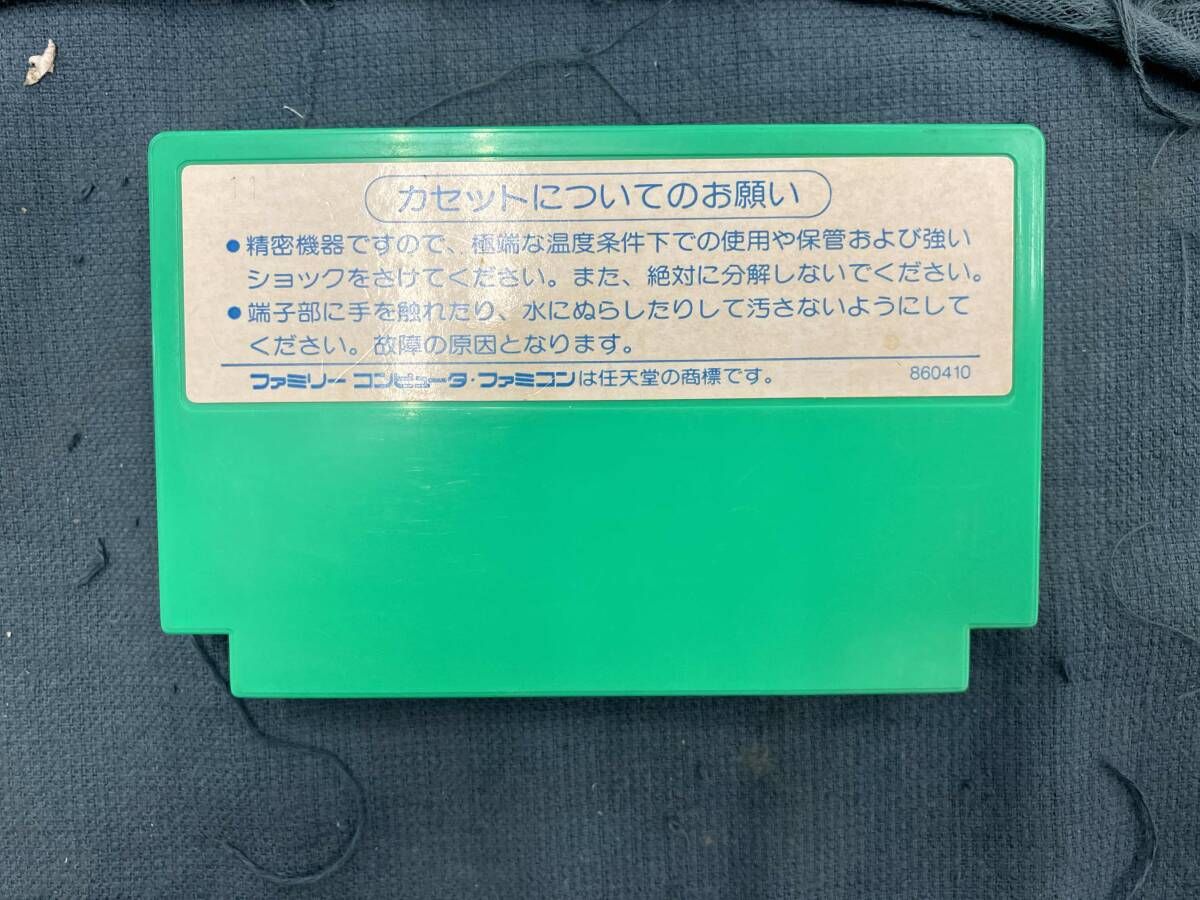 11
カセットについてのお願い
●精密機器ですので、極端な温度条件下での使用や保管および強い
ショックをさけてください。また、絶対に分解しないでください。
●端子部に手を触れたり、水にぬらしたりして汚さないようにして
ください。故障の原因となります。
ファミリーコンピュータ・ファミコンは任天堂の商標です。 860410